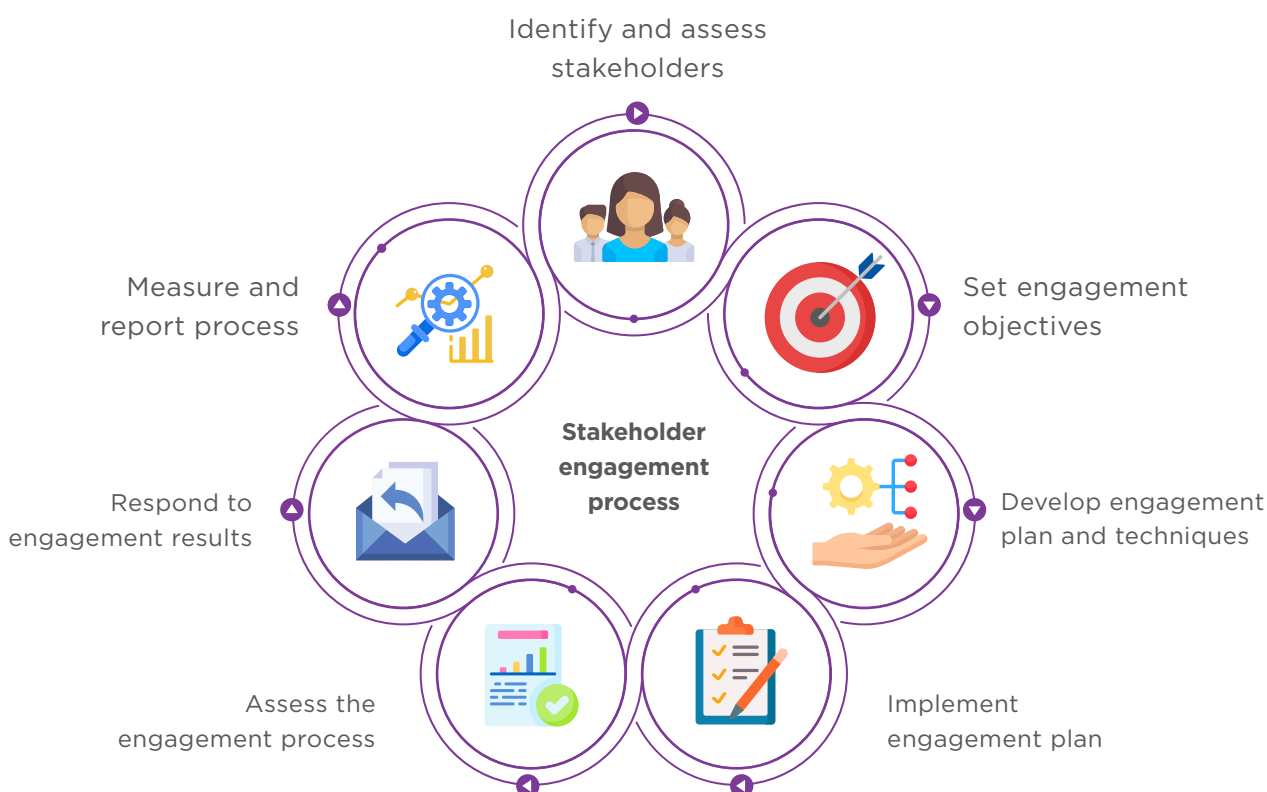 Identify and assess
stakeholders
Set engagement
objectives
Develop engagement
plan and techniques
Implement
engagement plan
Assess the
engagement process
Respond to
engagement results
Measure and
report process
Stakeholder
engagement
process